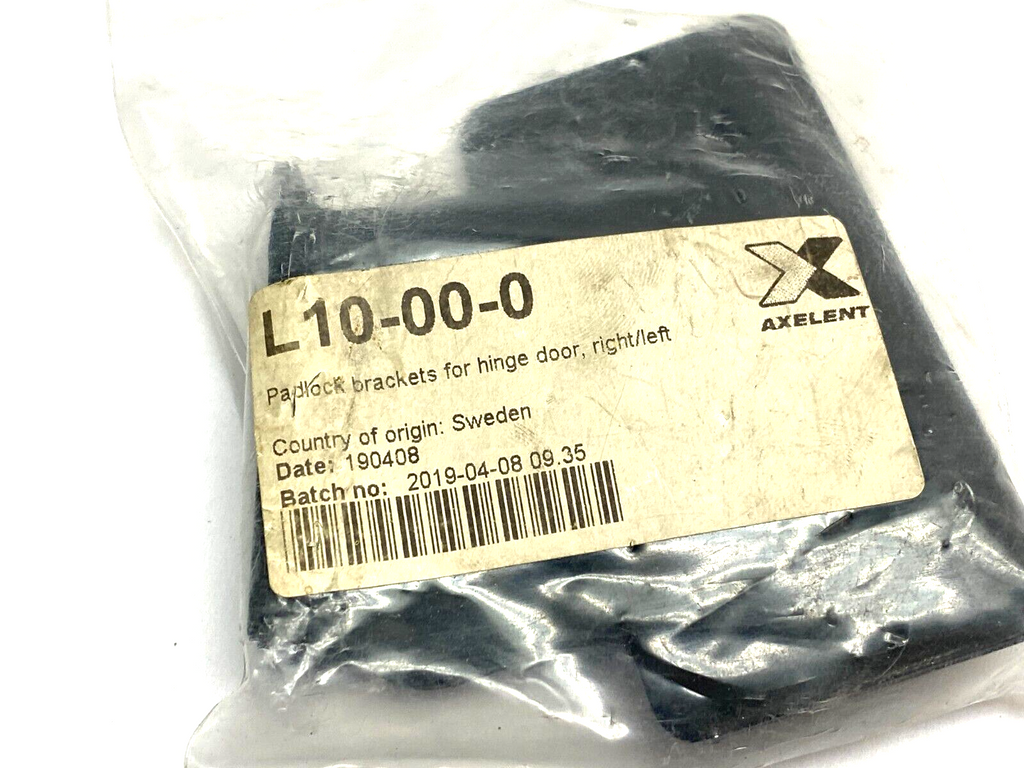 L10-00-0
AXELENT
Padlock brackets for hinge door, right/left
Country of origin: Sweden
Date: 190408
Batch no: 2019-04-08 09.35